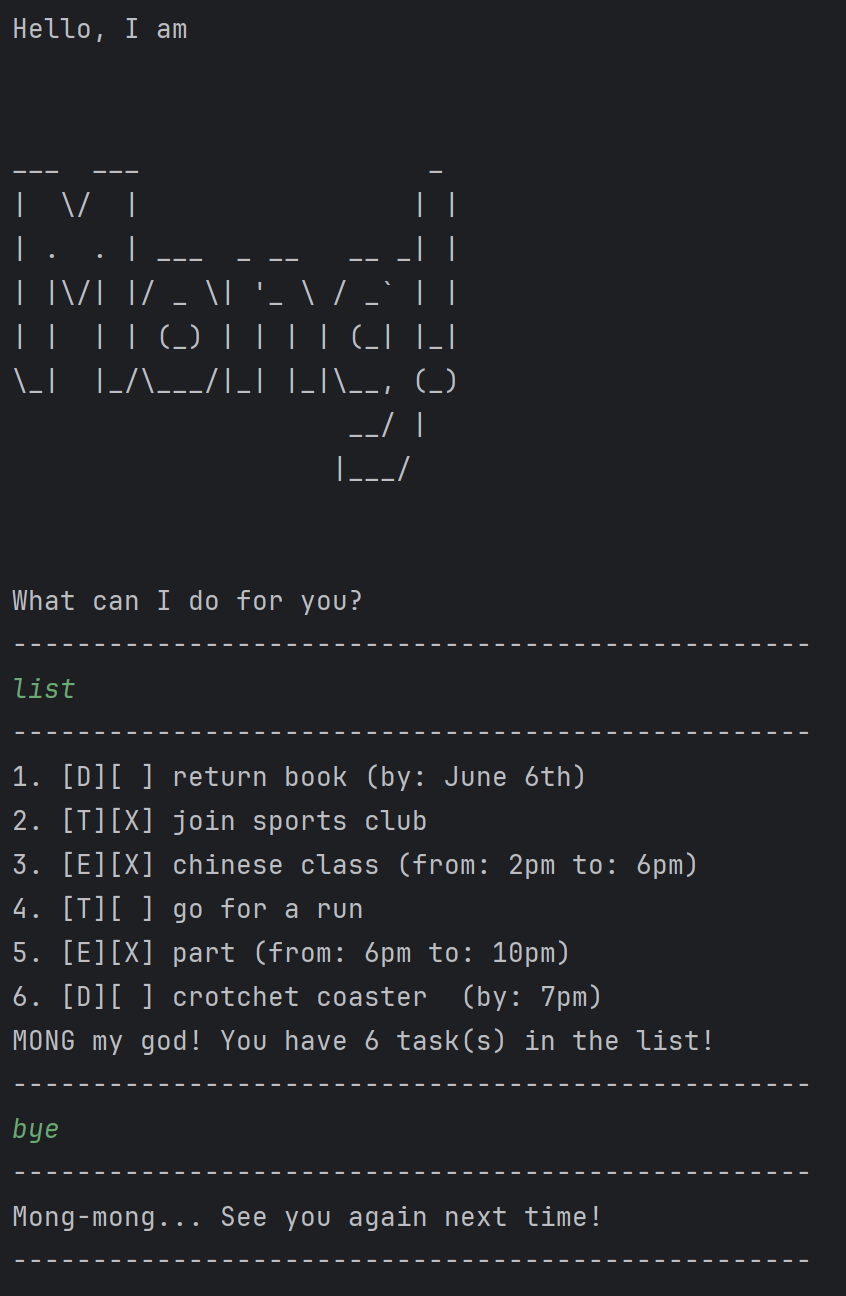 Hello, I am
___  ___                  _
|  \/  |                 | |
| .  . | ___  _ __   __ _| |
| |\/| |/ _ \| '_ \ / _` | |
| |  | | (_) | | | | (_| |_|
\_|  |_/\___/|_| |_|\__, (_)
                     __/ |
                    |___/
What can I do for you?
--------------------------------------------------
list
--------------------------------------------------
1. [D][ ] return book (by: June 6th)
2. [T][X] join sports club
3. [E][X] chinese class (from: 2pm to: 6pm)
4. [T][ ] go for a run
5. [E][X] part (from: 6pm to: 10pm)
6. [D][ ] crotchet coaster  (by: 7pm)
MONG my god! You have 6 task(s) in the list!
--------------------------------------------------
bye
--------------------------------------------------
Mong-mong... See you again next time!
--------------------------------------------------